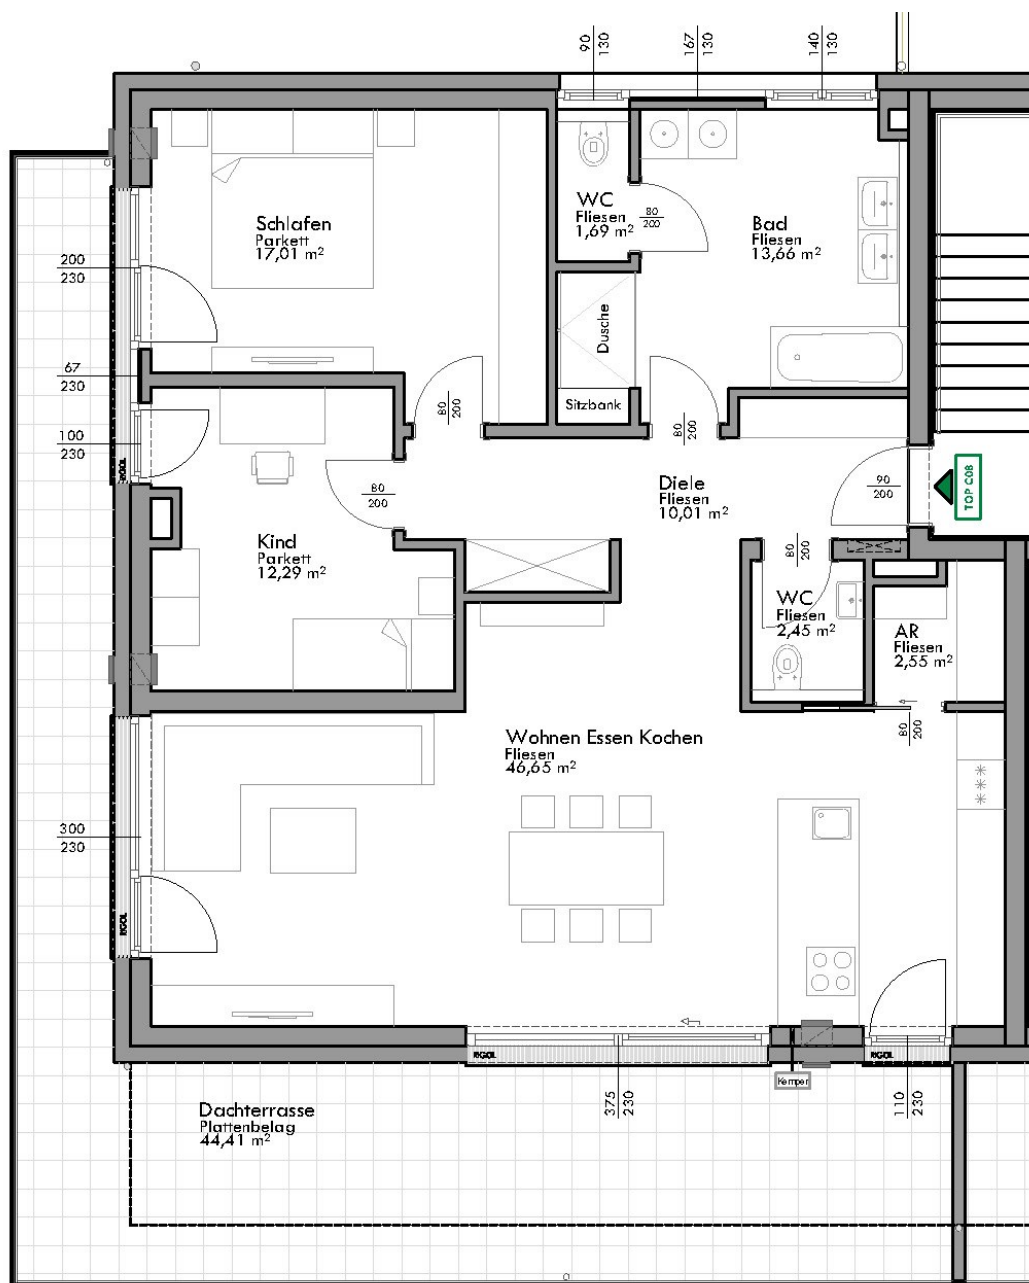 90
130
167
130
140
130
Schlafen
Parkett
17,01 m²
WC
Fliesen
1,69 m²
80
200
Bad
Fliesen
13,66 m²
200
230
Dusche
67
230
Sitzbank
80
200
80
200
100
230
RIGOL
80
200
Diele
Fliesen
10,01 m²
90
200
TOP C08
Kind
Parkett
12,29 m²
80
200
WC
Fliesen
2,45 m²
AR
Fliesen
2,55 m²
80
200
Wohnen Essen Kochen
Fliesen
46,65 m²
300
230
RIGOL
RIGOL
RIGOL
Kemper
375
230
110
230
Dachterrasse
Plattenbelag
44,41 m²